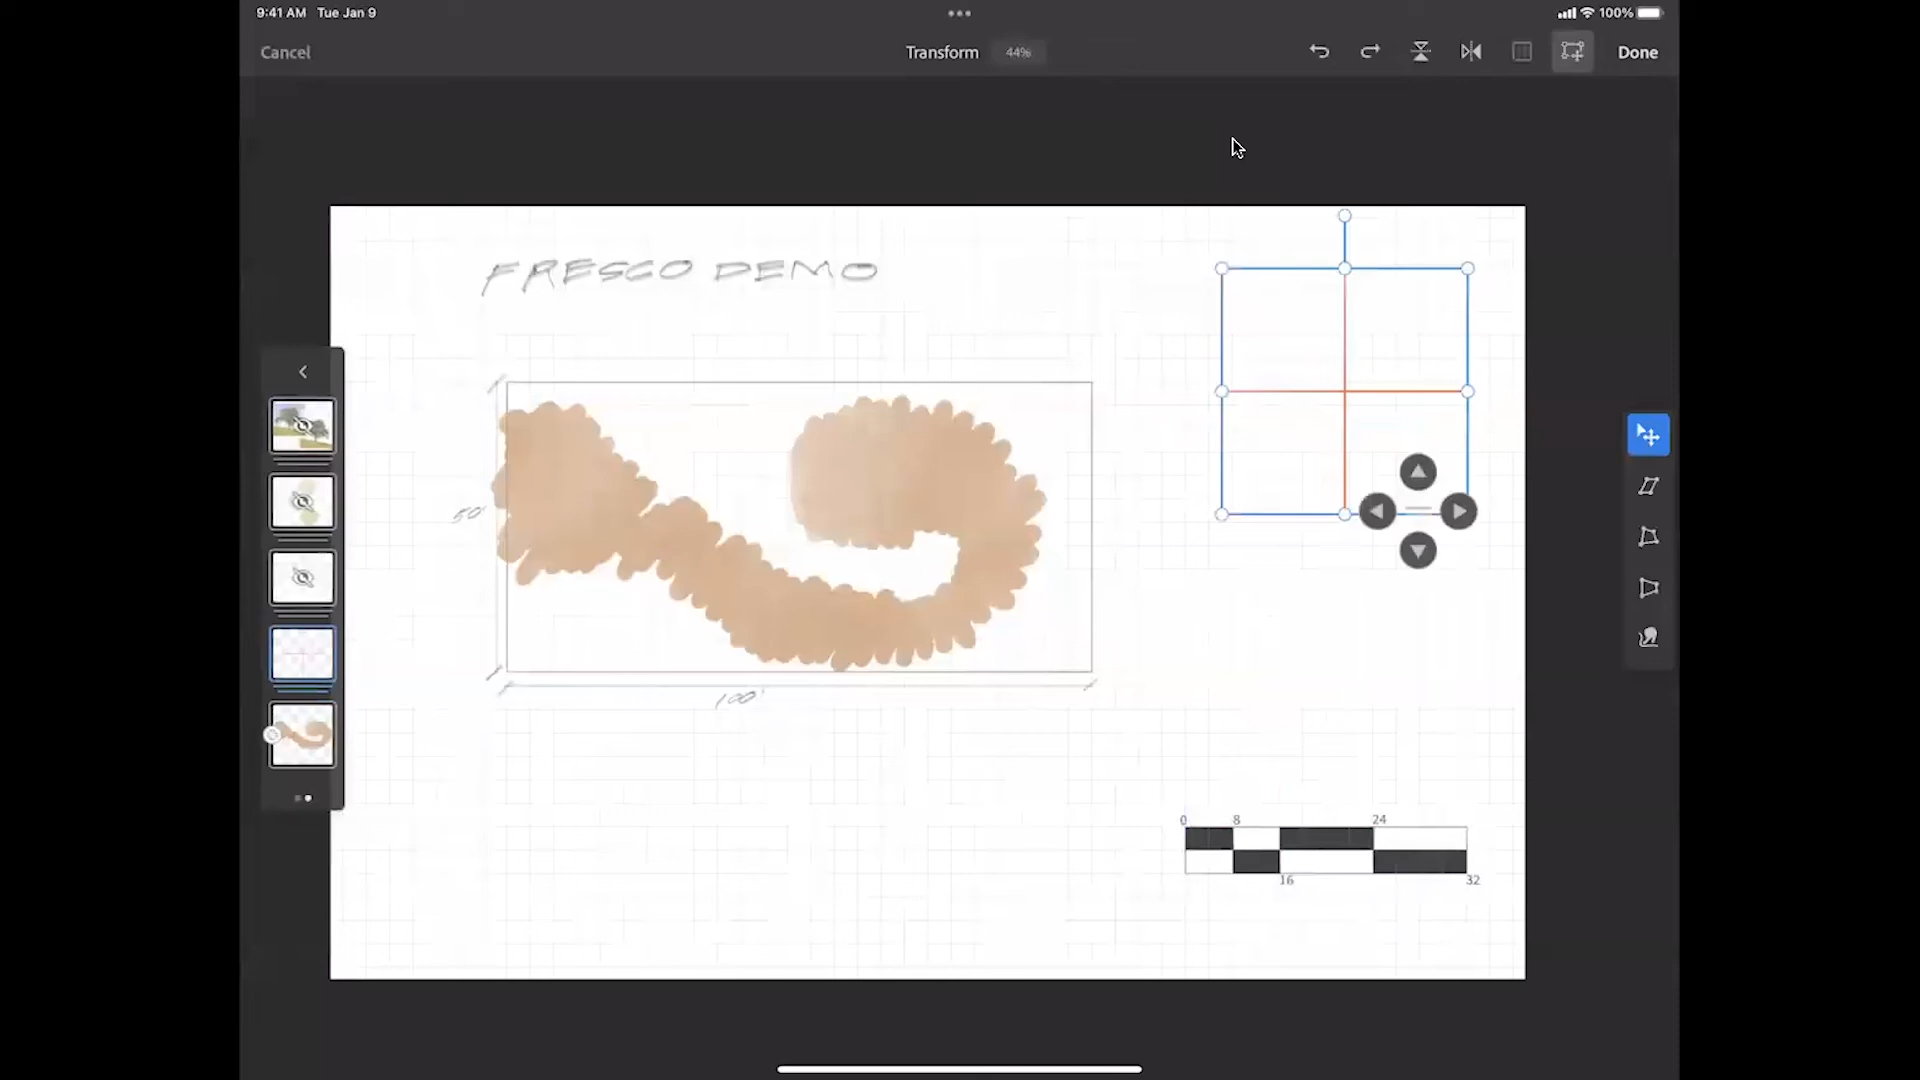 9:41 AM Tue Jan 9
100%
Cancel
Transform 44%
Done
FRESCO DEMO
50'
100'
0 8 24
16 32